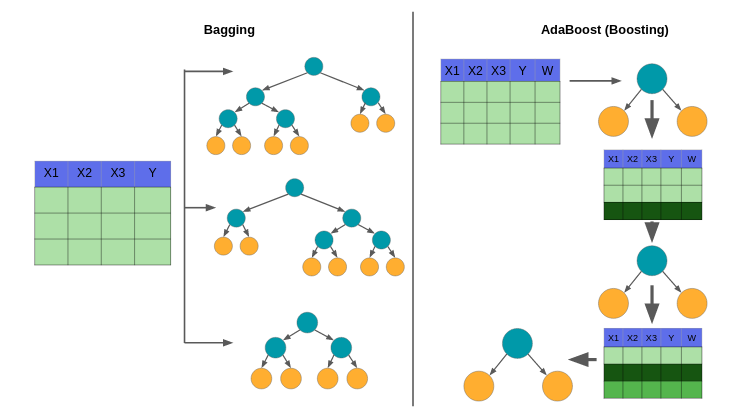 Bagging
X1 X2 X3 Y
AdaBoost (Boosting)
X1 X2 X3 Y W
X1 X2 X3 Y W
X1 X2 X3 Y W